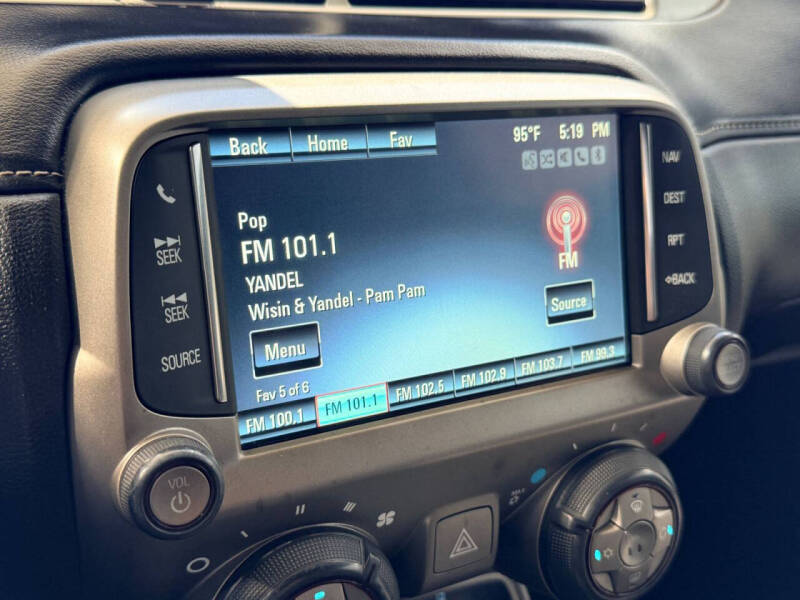 Back Home Fav 95°F 5:19 PM
Pop
FM 101.1
YANDEL
Wisin & Yandel - Pam Pam
FM
Menu
Source
Fav 5 of 6
FM 100.1 FM 101.1 FM 102.5 FM 102.9 FM 103.7 FM 99.3
SEEK
SEEK
SOURCE
NAV
DEST
RPT
BACK
VOL
MAX